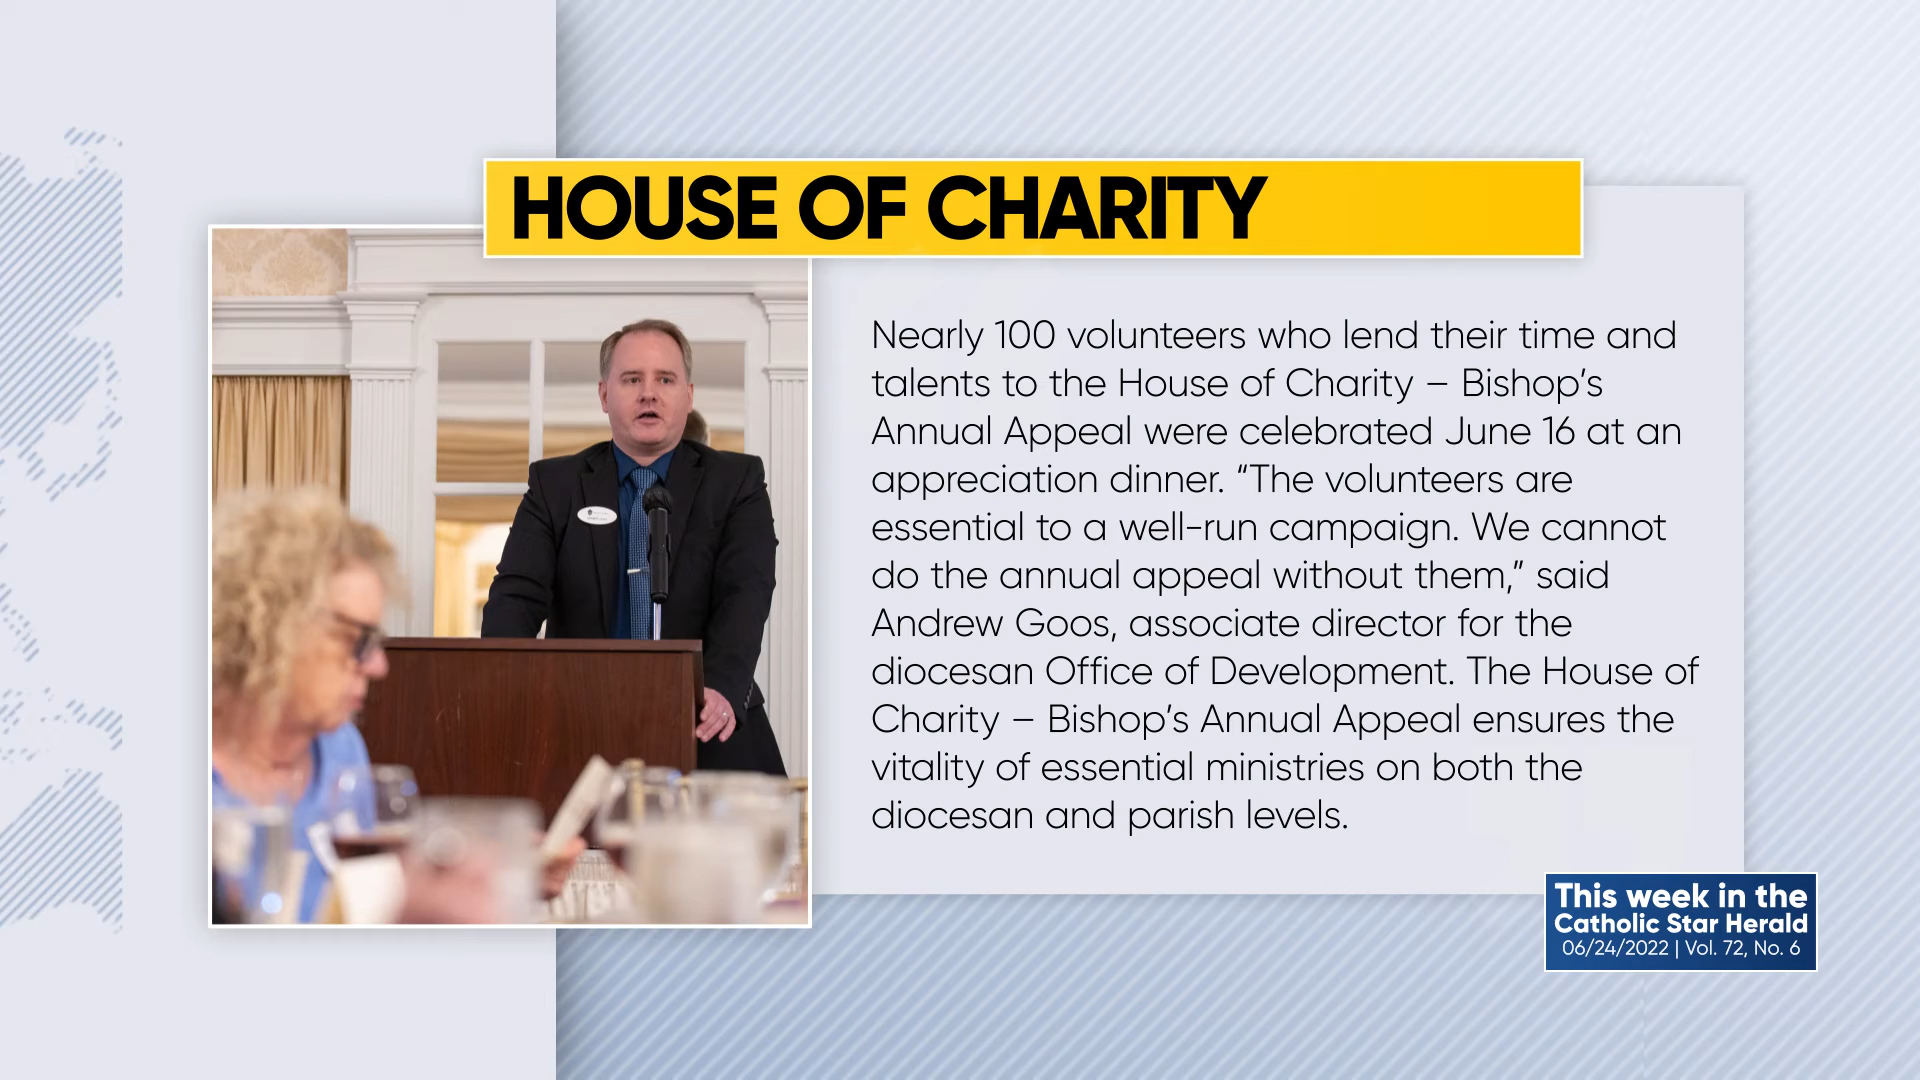 HOUSE OF CHARITY
Nearly 100 volunteers who lend their time and
talents to the House of Charity – Bishop’s
Annual Appeal were celebrated June 16 at an
appreciation dinner. “The volunteers are
essential to a well-run campaign. We cannot
do the annual appeal without them,” said
Andrew Goos, associate director for the
diocesan Office of Development. The House of
Charity – Bishop’s Annual Appeal ensures the
vitality of essential ministries on both the
diocesan and parish levels.
This week in the
Catholic Star Herald
06/24/2022 | Vol. 72, No. 6